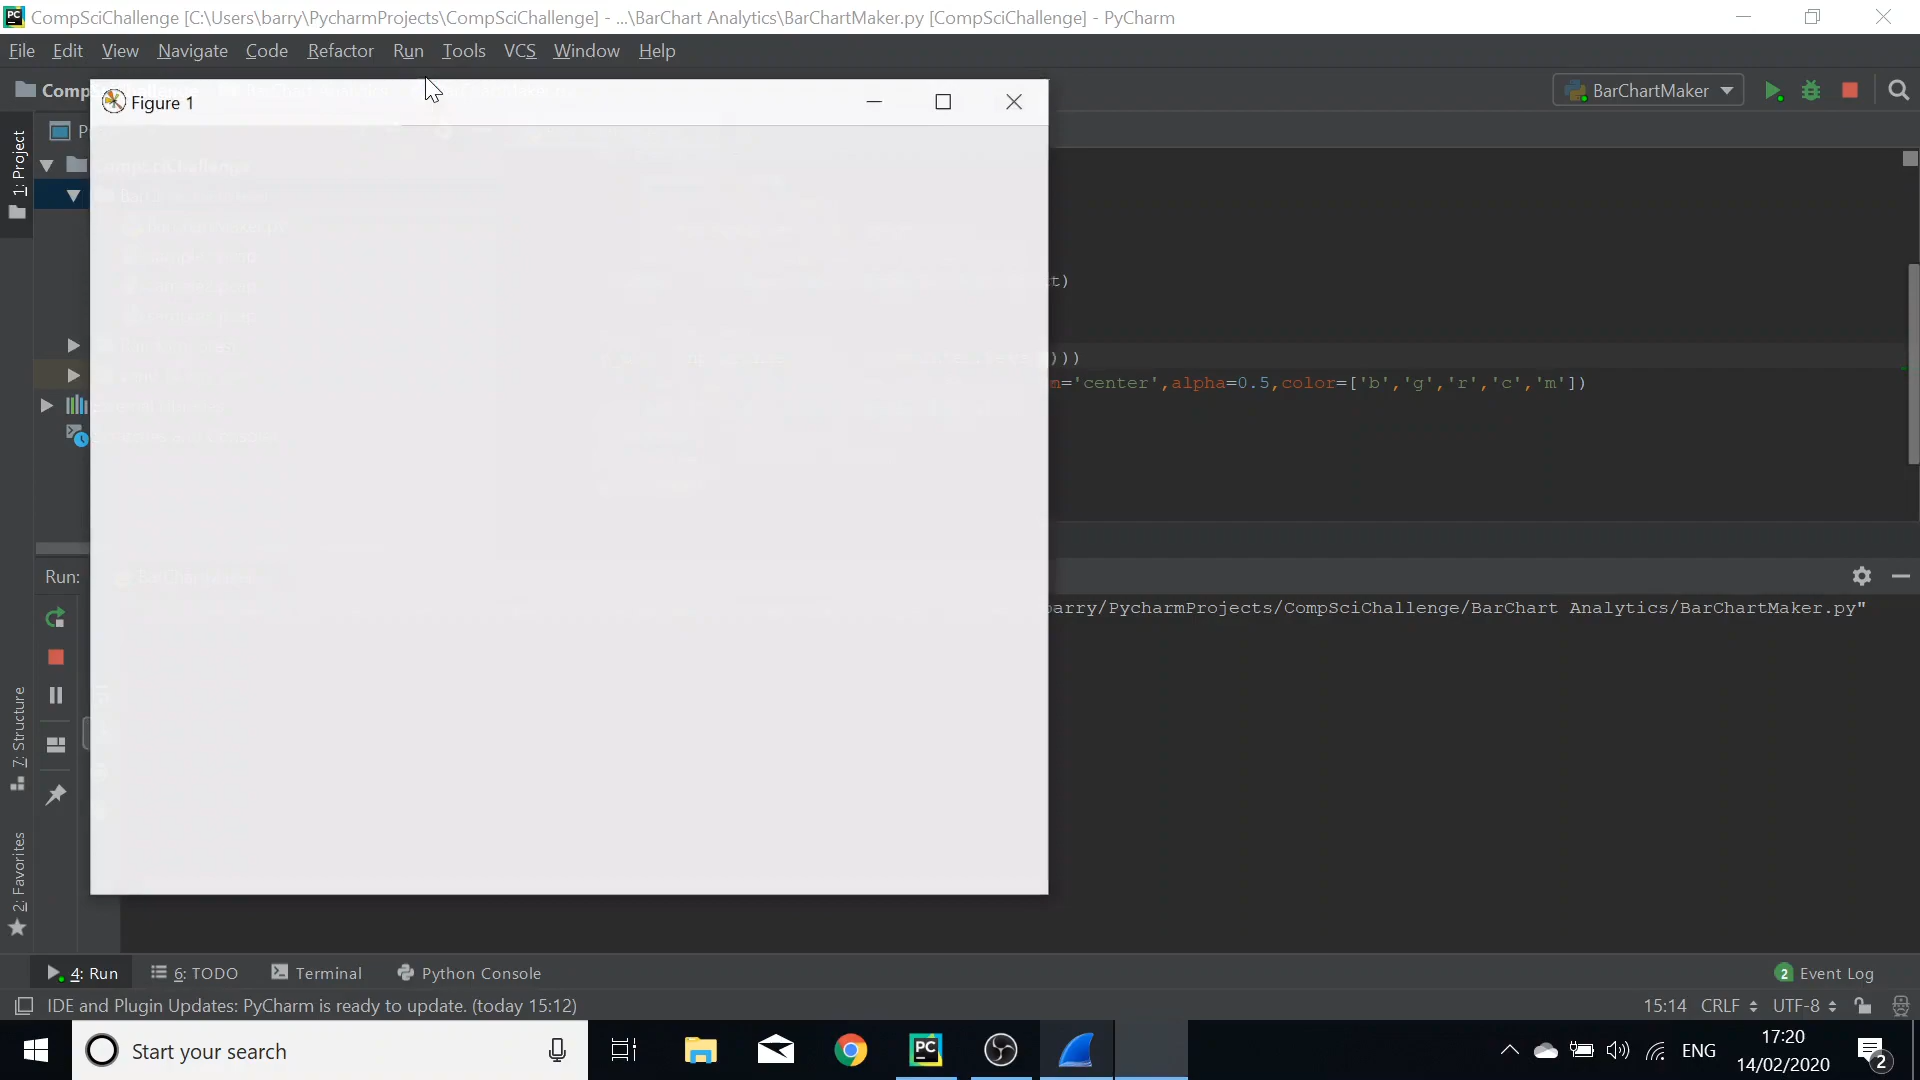 CompSciChallenge [C:\Users\barry\PycharmProjects\CompSciChallenge] - ...\BarChart Analytics\BarChartMaker.py [CompSciChallenge] - PyCharm
File Edit View Navigate Code Refactor Run Tools VCS Window Help
BarChartMaker
Figure 1
1: Project
t)
)))
n='center',alpha=0.5,color=['b','g','r','c','m'])
Run:
barry/PycharmProjects/CompSciChallenge/BarChart Analytics/BarChartMaker.py"
7: Structure
2: Favorites
4: Run 6: TODO Terminal Python Console 2 Event Log
IDE and Plugin Updates: PyCharm is ready to update. (today 15:12) 15:14 CRLF UTF-8
Start your search
ENG
17:20
14/02/2020
2